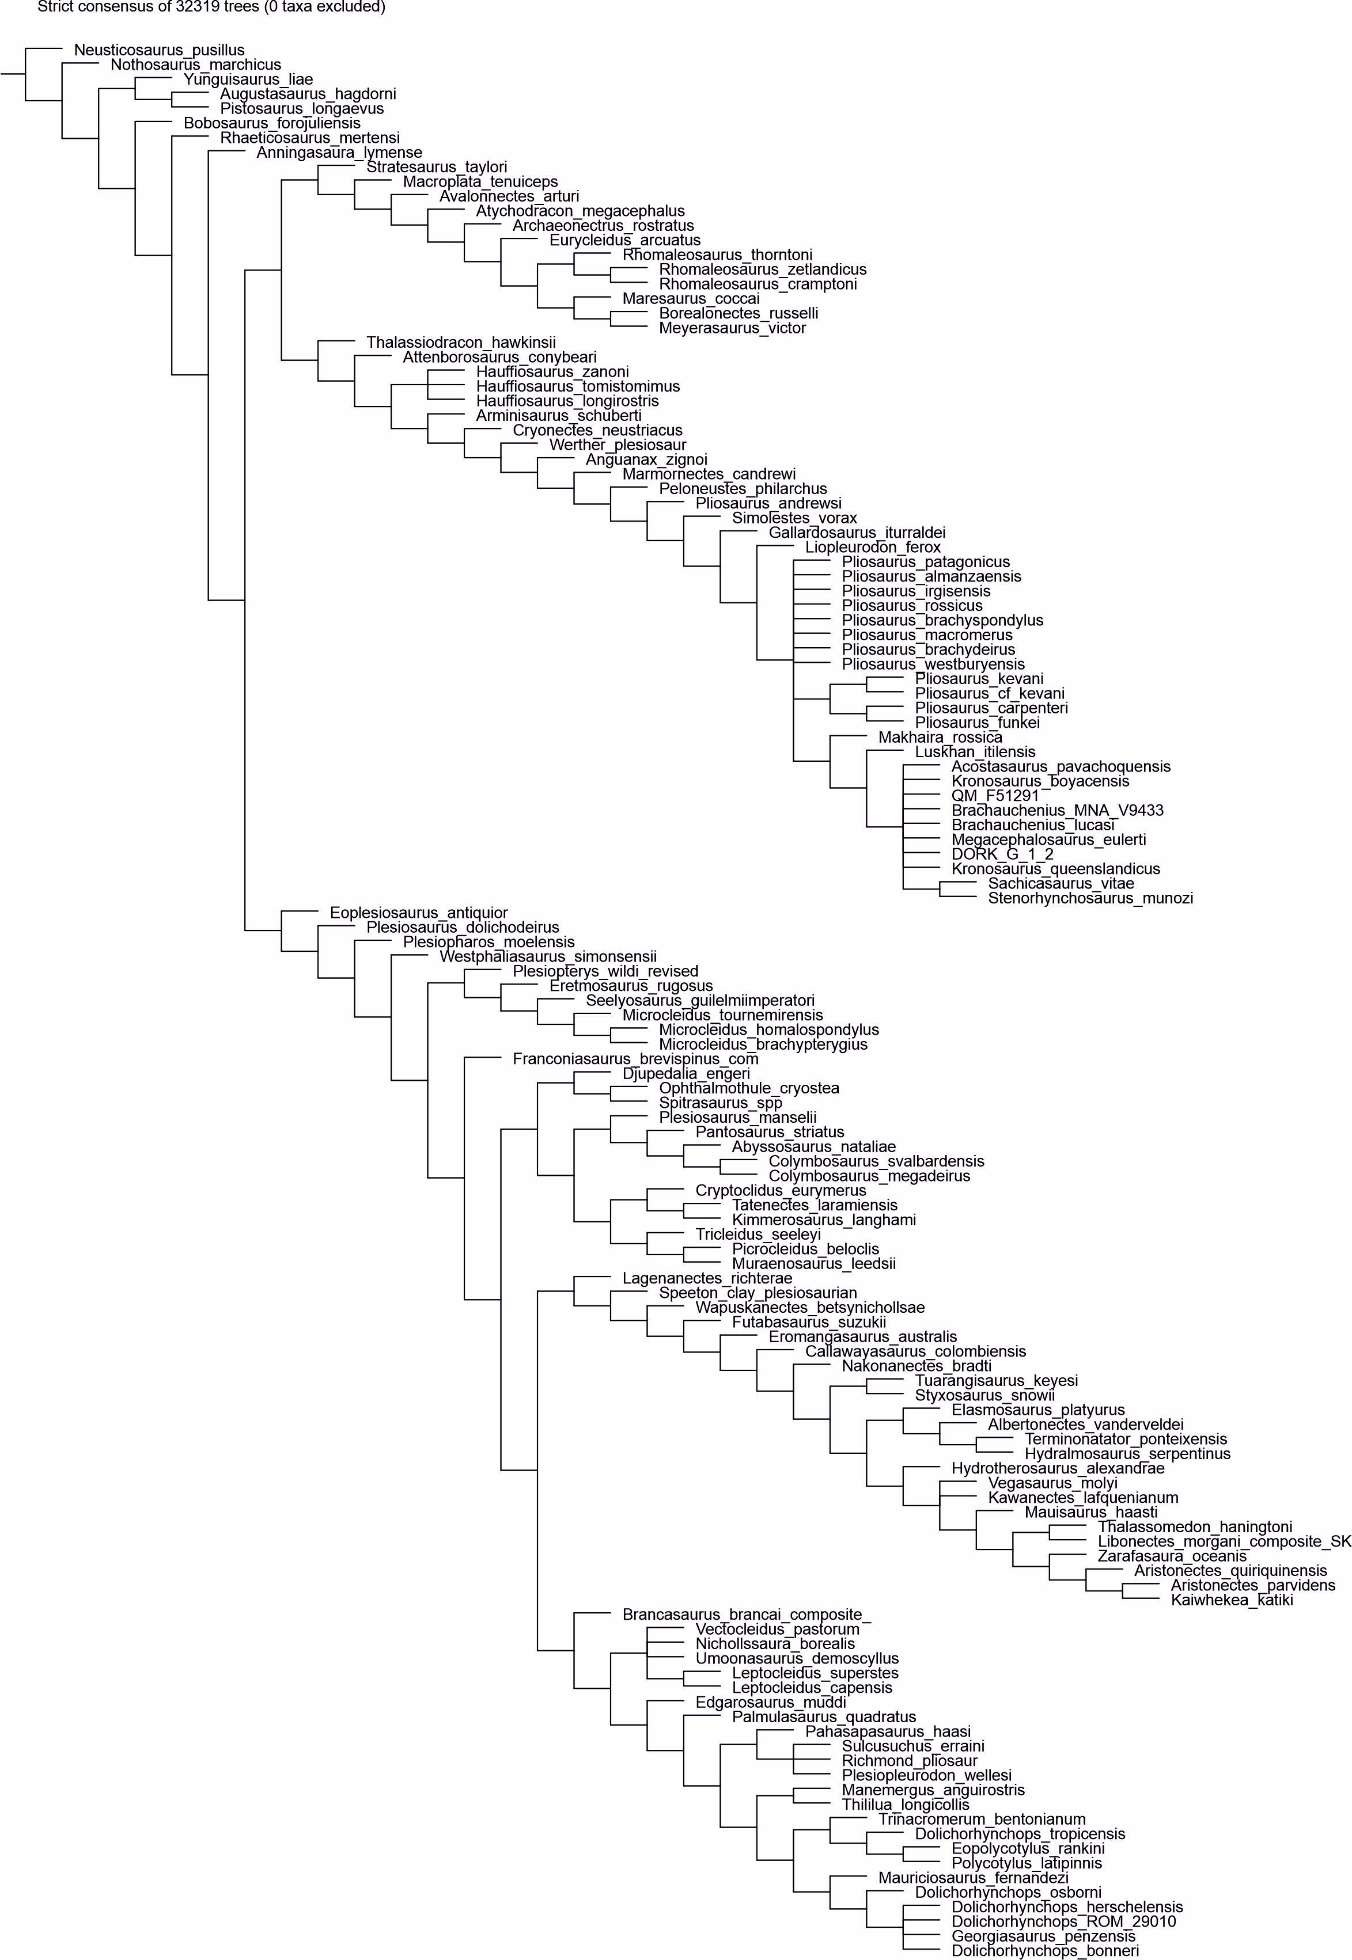 Strict consensus of 32319 trees (0 taxa excluded)
Neusticosaurus_pusillus
Nothosaurus_marchicus
Yunguisaurus_liae
Augustasaurus_hagdorni
Pistosaurus_longaevus
Bobosaurus_forojuliensis
Rhaeticosaurus_mertensi
Anningasaura_lymense
Stratesaurus_taylori
Macroplata_tenuiceps
Avalonnectes_arturi
Atychodracon_megacephalus
Archaeonectrus_rostratus
Eurycleidus_arcuatus
Rhomaleosaurus_thorntoni
Rhomaleosaurus_zetlandicus
Rhomaleosaurus_cramptoni
Maresaurus_coccai
Borealonectes_russelli
Meyerasaurus_victor
Thalassiodracon_hawkinsii
Attenborosaurus_conybeari
Hauffiosaurus_zanoni
Hauffiosaurus_tomistomimus
Hauffiosaurus_longirostris
Arminisaurus_schuberti
Cryonectes_neustriacus
Werther_plesiosaur
Anguanax_zignoi
Marmornectes_candrewi
Peloneustes_philarchus
Pliosaurus_andrewsi
Simolestes_vorax
Gallardosaurus_iturraldei
Liopleurodon_ferox
Pliosaurus_patagonicus
Pliosaurus_almanzaensis
Pliosaurus_irgisensis
Pliosaurus_rossicus
Pliosaurus_brachyspondylus
Pliosaurus_macromerus
Pliosaurus_brachydeirus
Pliosaurus_westburyensis
Pliosaurus_kevani
Pliosaurus_cf_kevani
Pliosaurus_carpenteri
Pliosaurus_funkei
Makhaira_rossica
Luskhan_itilensis
Acostasaurus_pavachoquensis
Kronosaurus_boyacensis
QM_F51291
Brachauchenius_MNA_V9433
Brachauchenius_lucasi
Megacephalosaurus_eulerti
DORK_G_1_2
Kronosaurus_queenslandicus
Sachicasaurus_vitae
Stenorhynchosaurus_munozi
Eoplesiosaurus_antiquior
Plesiosaurus_dolichodeirus
Plesiopharos_moelensis
Westphaliasaurus_simonsensii
Plesiopterys_wildi_revised
Eretmosaurus_rugosus
Seelyosaurus_guilelmiimperatori
Microcleidus_tournemirensis
Microcleidus_homalospondylus
Microcleidus_brachypterygius
Franconiasaurus_brevispinus_com
Djupedalia_engeri
Ophthalmothule_cryostea
Spitrasaurus_spp
Plesiosaurus_manselii
Pantosaurus_striatus
Abyssosaurus_nataliae
Colymbosaurus_svalbardensis
Colymbosaurus_megadeirus
Cryptoclidus_eurymerus
Tatenectes_laramiensis
Kimmerosaurus_langhami
Tricleidus_seeleyi
Picrocleidus_beloclis
Muraenosaurus_leedsii
Lagenanectes_richterae
Speeton_clay_plesiosaurian
Wapuskanectes_betsynichollsae
Futabasaurus_suzukii
Eromangasaurus_australis
Callawayasaurus_colombiensis
Nakonanectes_bradti
Tuarangisaurus_keyesi
Styxosaurus_snowii
Elasmosaurus_platyurus
Albertonectes_vanderveldei
Terminonatator_ponteixensis
Hydralmosaurus_serpentinus
Hydrotherosaurus_alexandrae
Vegasaurus_molyi
Kawanectes_lafquenianum
Mauisaurus_haasti
Thalassomedon_haningtoni
Libonectes_morgani_composite_SK
Zarafasaura_oceanis
Aristonectes_quiriquinensis
Aristonectes_parvidens
Kaiwhekea_katiki
Brancasaurus_brancai_composite_
Vectocleidus_pastorum
Nichollssaura_borealis
Umoonasaurus_demoscyllus
Leptocleidus_superstes
Leptocleidus_capensis
Edgarosaurus_muddi
Palmulasaurus_quadratus
Pahasapasaurus_haasi
Sulcusuchus_erraini
Richmond_pliosaur
Plesiopleurodon_wellesi
Manemergus_anguirostris
Thililua_longicollis
Trinacromerum_bentonianum
Dolichorhynchops_tropicensis
Eopolycotylus_rankini
Polycotylus_latipinnis
Mauriciosaurus_fernandezi
Dolichorhynchops_osborni
Dolichorhynchops_herschelensis
Dolichorhynchops_ROM_29010
Georgiasaurus_penzensis
Dolichorhynchops_bonneri